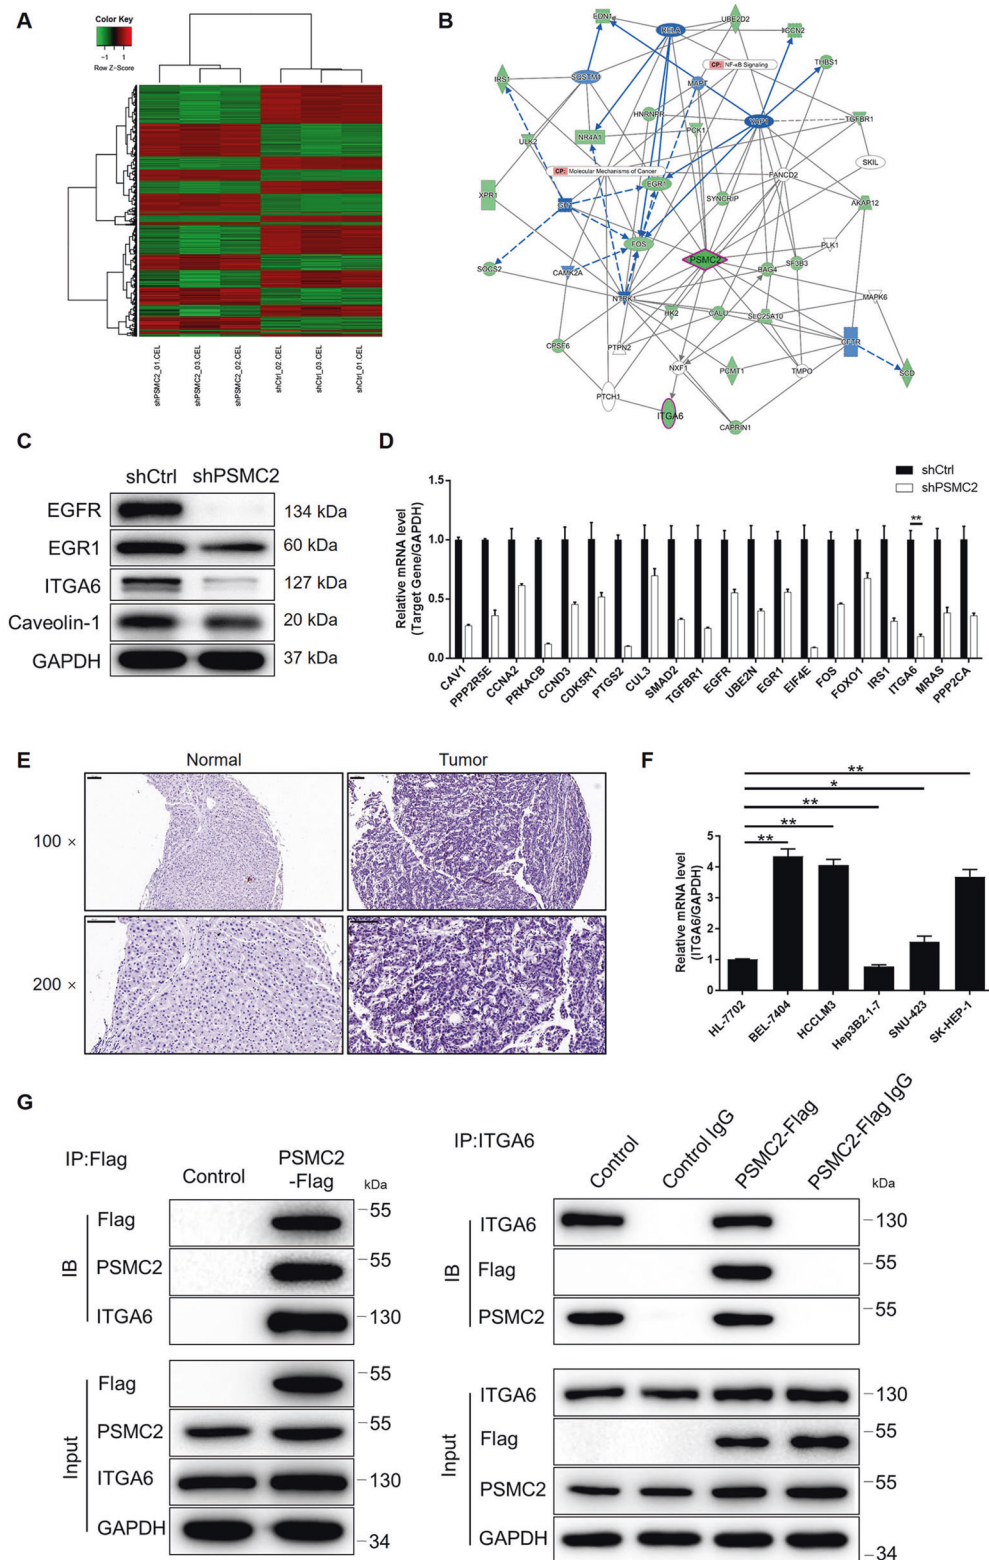 A
Color Key
−1 1
Row Z−Score
shPSMC2_01.CEL
shPSMC2_03.CEL
shPSMC2_02.CEL
shCtrl_02.CEL
shCtrl_03.CEL
shCtrl_01.CEL
B
EDN1
RELA
UBE2D2
CCN2
CP: NF-κB Signaling
THBS1
IRS1
SQSTM1
MAPT
HNRNPR
YAP1
TGFBR1
ULK2
NR4A1
PCK1
SKIL
CP: Molecular Mechanisms of Cancer
FANCD2
EGR1
XPR1
SYNCRIP
AKAP12
FOS
PLK1
PSMC2
SOCS2
CAMK2A
BAG4
SF3B3
NTRK1
MAPK6
HK2
CALU
SLC25A10
CPSF6
PTPN2
CFTR
NXF1
PCMT1
TMPO
SCD
PTCH1
ITGA6
CAPRIN1
C
shCtrl shPSMC2
EGFR 134 kDa
EGR1 60 kDa
ITGA6 127 kDa
Caveolin-1 20 kDa
GAPDH 37 kDa
D
shCtrl
shPSMC2
Relative mRNA level
(Target Gene/GAPDH)
1.5
1.0
0.5
0.0
**
CAV1
PPP2R5E
CCNA2
PRKACB
CCND3
CDK5R1
PTGS2
CUL3
SMAD2
TGFBR1
EGFR
UBE2N
EGR1
EIF4E
FOS
FOXO1
IRS1
ITGA6
MRAS
PPP2CA
E
Normal Tumor
100 ×
200 ×
F
**
*
**
**
**
Relative mRNA level
(ITGA6/GAPDH)
5
4
3
2
1
0
HL-7702
BEL-7404
HCCLM3
Hep3B2.1-7
SNU-423
SK-HEP-1
G
IP:Flag
Control
PSMC2
-Flag
kDa
IB
Flag 55
PSMC2 55
ITGA6 130
Input
Flag 55
PSMC2 55
ITGA6 130
GAPDH 34
IP:ITGA6
Control
Control IgG
PSMC2-Flag
PSMC2-Flag IgG
kDa
IB
ITGA6 130
Flag 55
PSMC2 55
Input
ITGA6 130
Flag 55
PSMC2 55
GAPDH 34